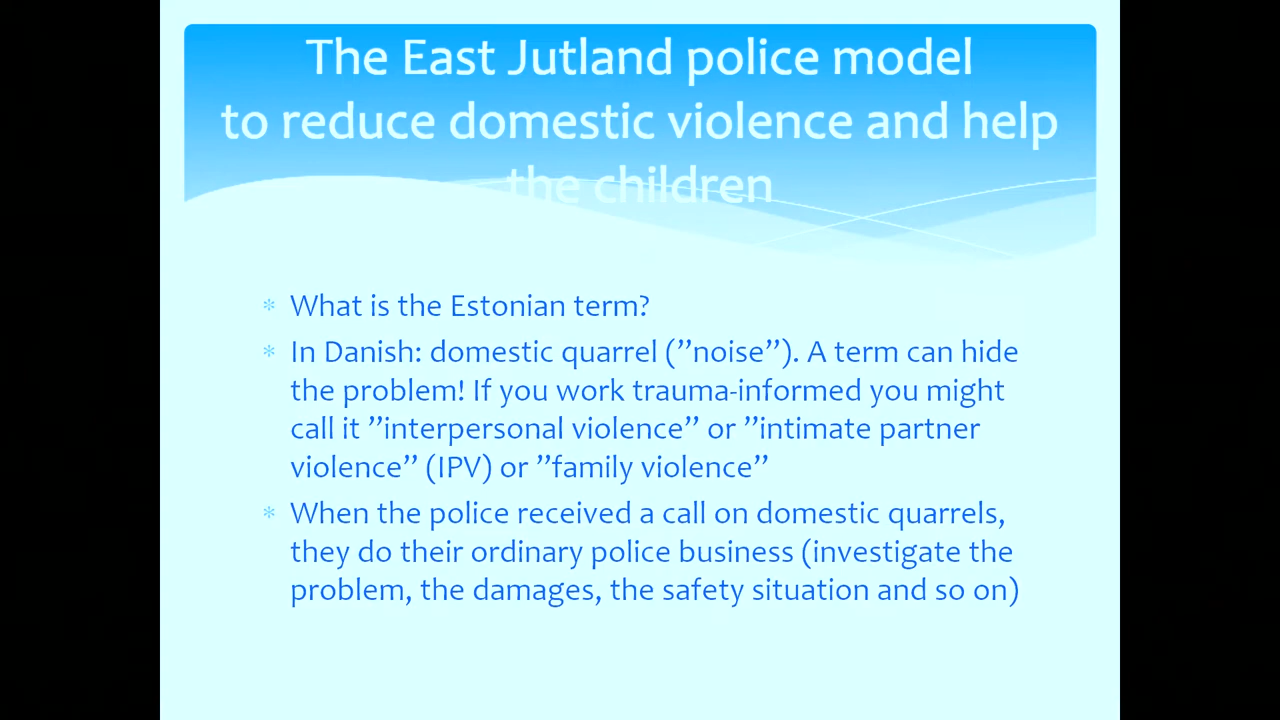 The East Jutland police model
to reduce domestic violence and help
the children
* What is the Estonian term?
* In Danish: domestic quarrel (”noise”). A term can hide
the problem! If you work trauma-informed you might
call it ”interpersonal violence” or ”intimate partner
violence” (IPV) or ”family violence”
* When the police received a call on domestic quarrels,
they do their ordinary police business (investigate the
problem, the damages, the safety situation and so on)